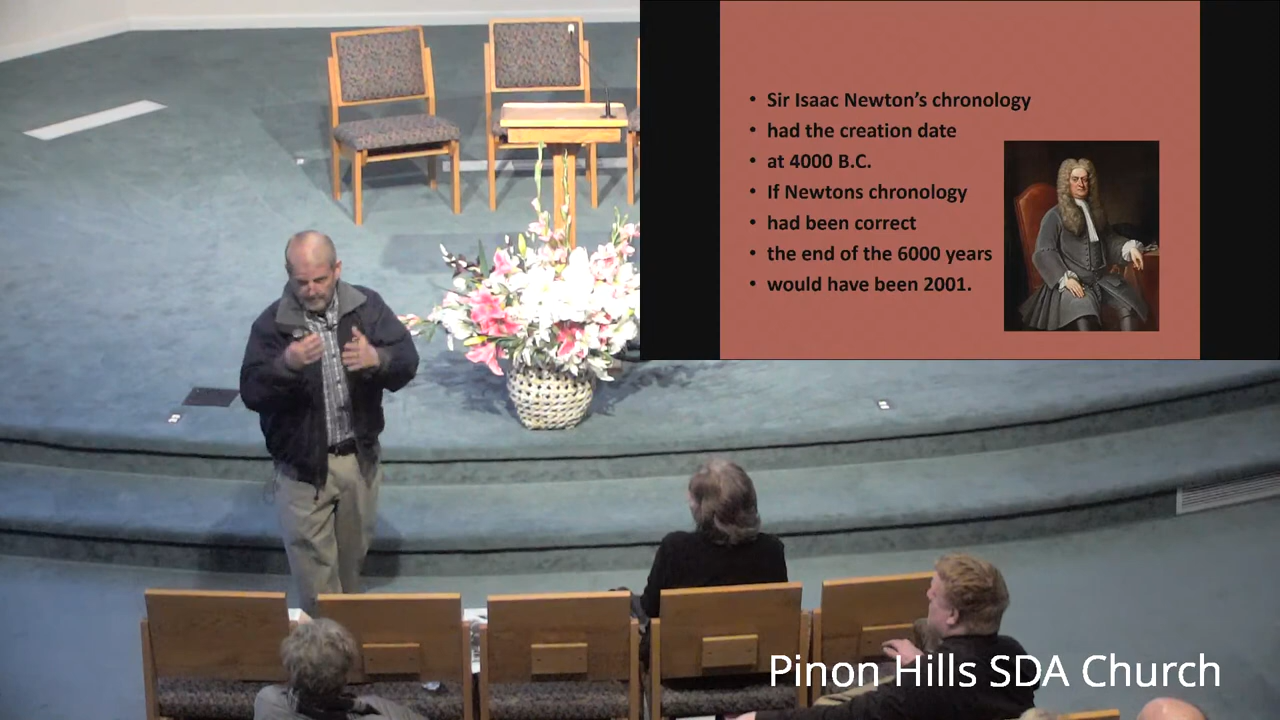 • Sir Isaac Newton's chronology
• had the creation date
• at 4000 B.C.
• If Newtons chronology
• had been correct
• the end of the 6000 years
• would have been 2001.
Pinon Hills SDA Church